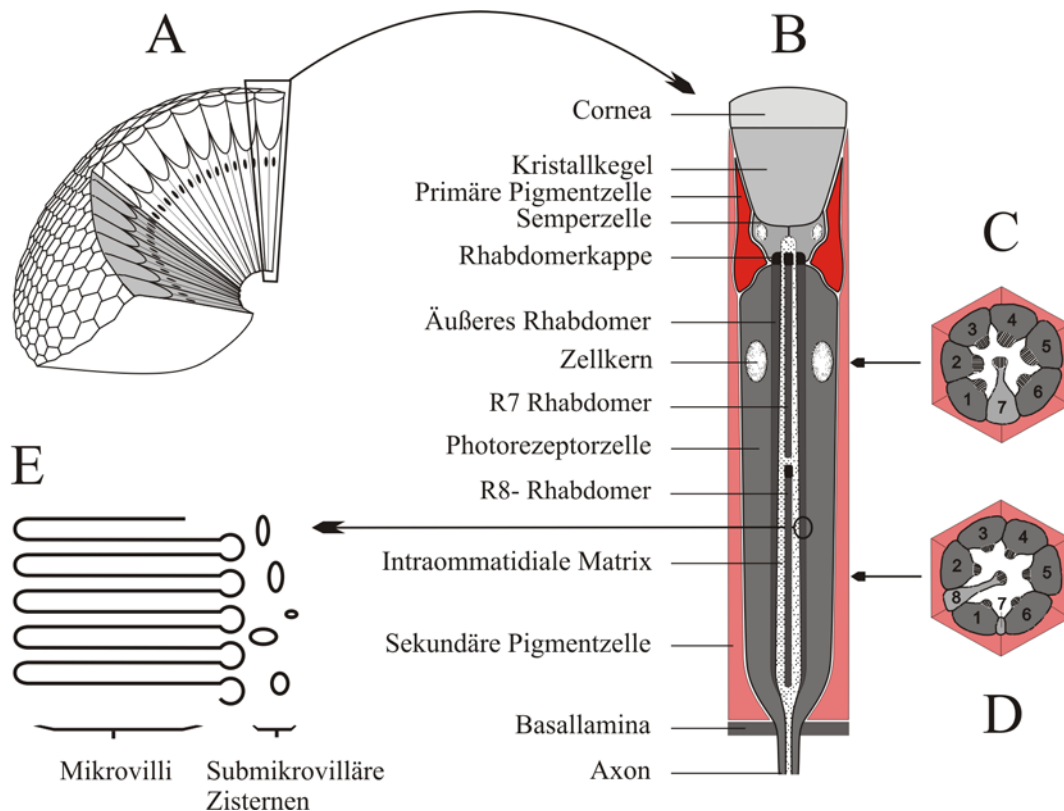 A
B
Cornea
Kristallkegel
Primäre Pigmentzelle
Semperzelle
Rhabdomerkappe
Äußeres Rhabdomer
Zellkern
R7 Rhabdomer
Photorezeptorzelle
R8- Rhabdomer
Intraommatidiale Matrix
Sekundäre Pigmentzelle
Basallamina
Axon
C
3 4
2 5
1 7 6
3 4
2 5
8 7
1 6
D
E
Mikrovilli
Submikrovilläre
Zisternen